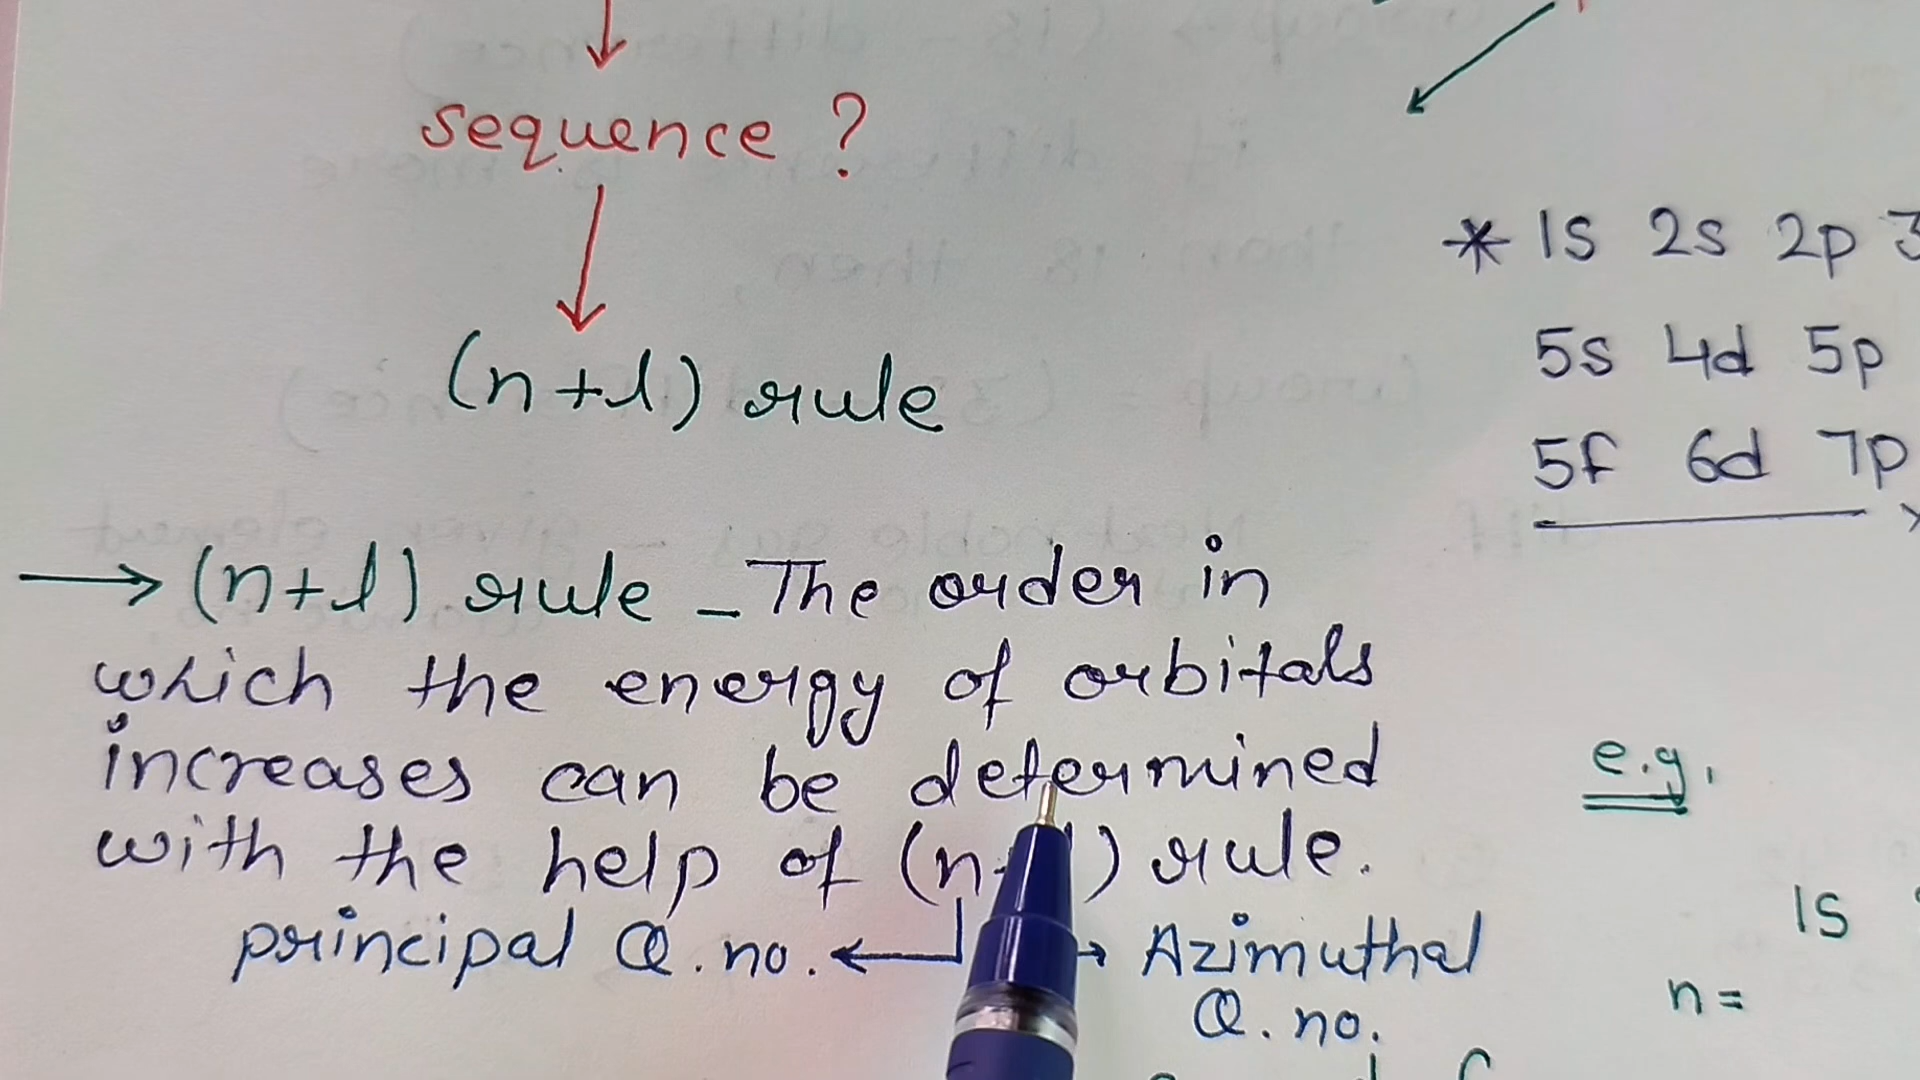 sequence ?
(n+l) rule
→ (n+l) rule - The order in
which the energy of orbitals
increases can be determined
with the help of (n+l) rule.
principal Q. no. ← → Azimuthal
Q. no.
* 1s 2s 2p
5s 4d 5p
5f 6d 7p
e.g.
1s
n=